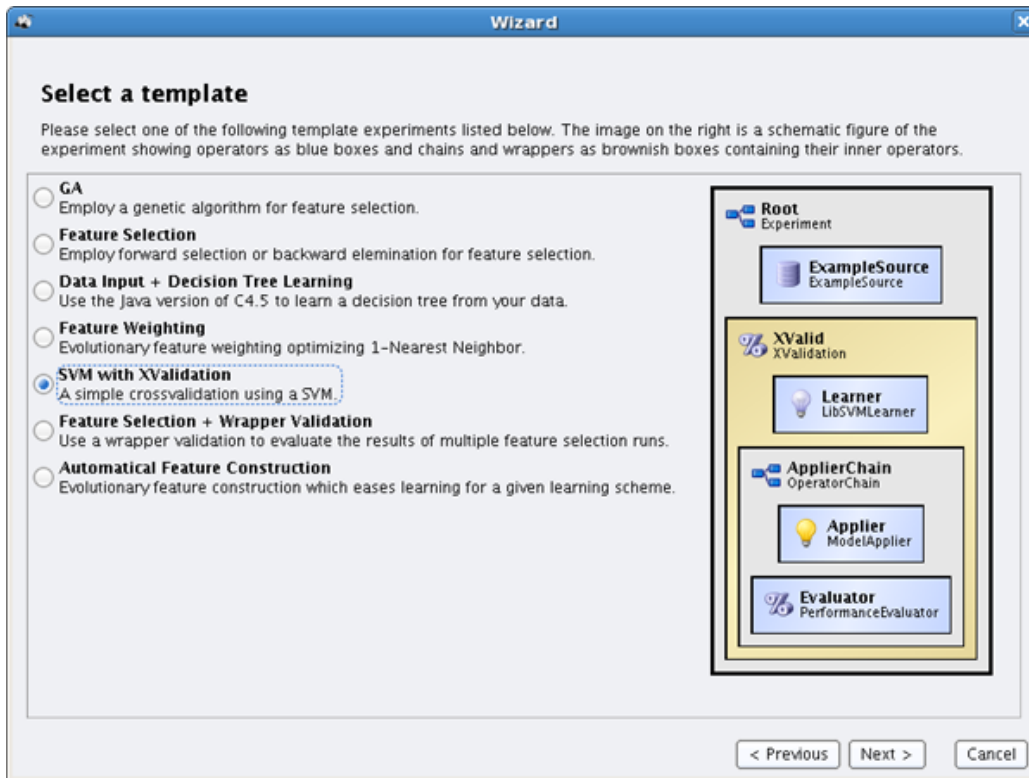 Wizard
Select a template
Please select one of the following template experiments listed below. The image on the right is a schematic figure of the
experiment showing operators as blue boxes and chains and wrappers as brownish boxes containing their inner operators.
GA
Employ a genetic algorithm for feature selection.
Feature Selection
Employ forward selection or backward elemination for feature selection.
Data Input + Decision Tree Learning
Use the Java version of C4.5 to learn a decision tree from your data.
Feature Weighting
Evolutionary feature weighting optimizing 1-Nearest Neighbor.
SVM with XValidation
A simple crossvalidation using a SVM.
Feature Selection + Wrapper Validation
Use a wrapper validation to evaluate the results of multiple feature selection runs.
Automatical Feature Construction
Evolutionary feature construction which eases learning for a given learning scheme.
Root
Experiment
ExampleSource
ExampleSource
XValid
XValidation
Learner
LibSVMLearner
ApplierChain
OperatorChain
Applier
ModelApplier
Evaluator
PerformanceEvaluator
< Previous
Next >
Cancel